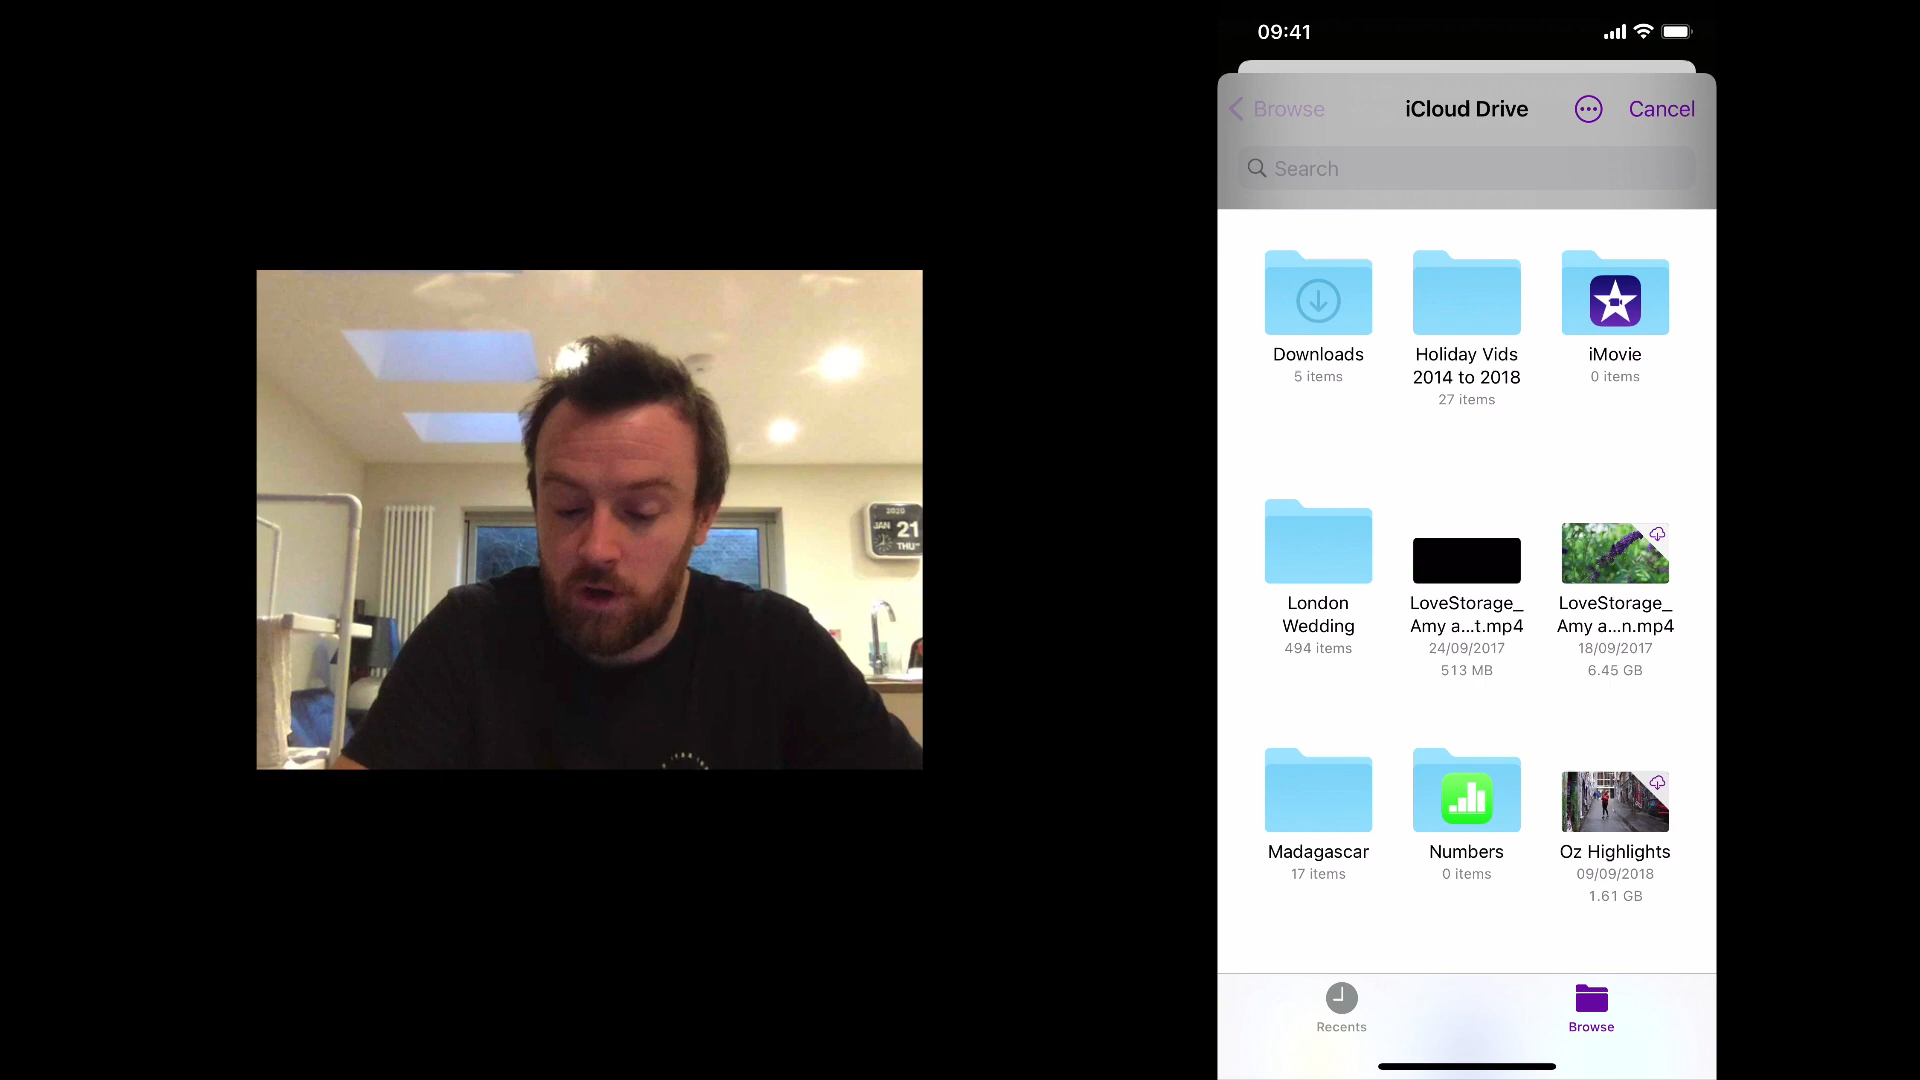 09:41
Browse
iCloud Drive
Cancel
Search
Downloads
5 items
Holiday Vids
2014 to 2018
27 items
iMovie
0 items
London
Wedding
494 items
LoveStorage_
Amy a...t.mp4
24/09/2017
513 MB
LoveStorage_
Amy a...n.mp4
18/09/2017
6.45 GB
Madagascar
17 items
Numbers
0 items
Oz Highlights
09/09/2018
1.61 GB
Recents
Browse
2020
JAN 21
THU